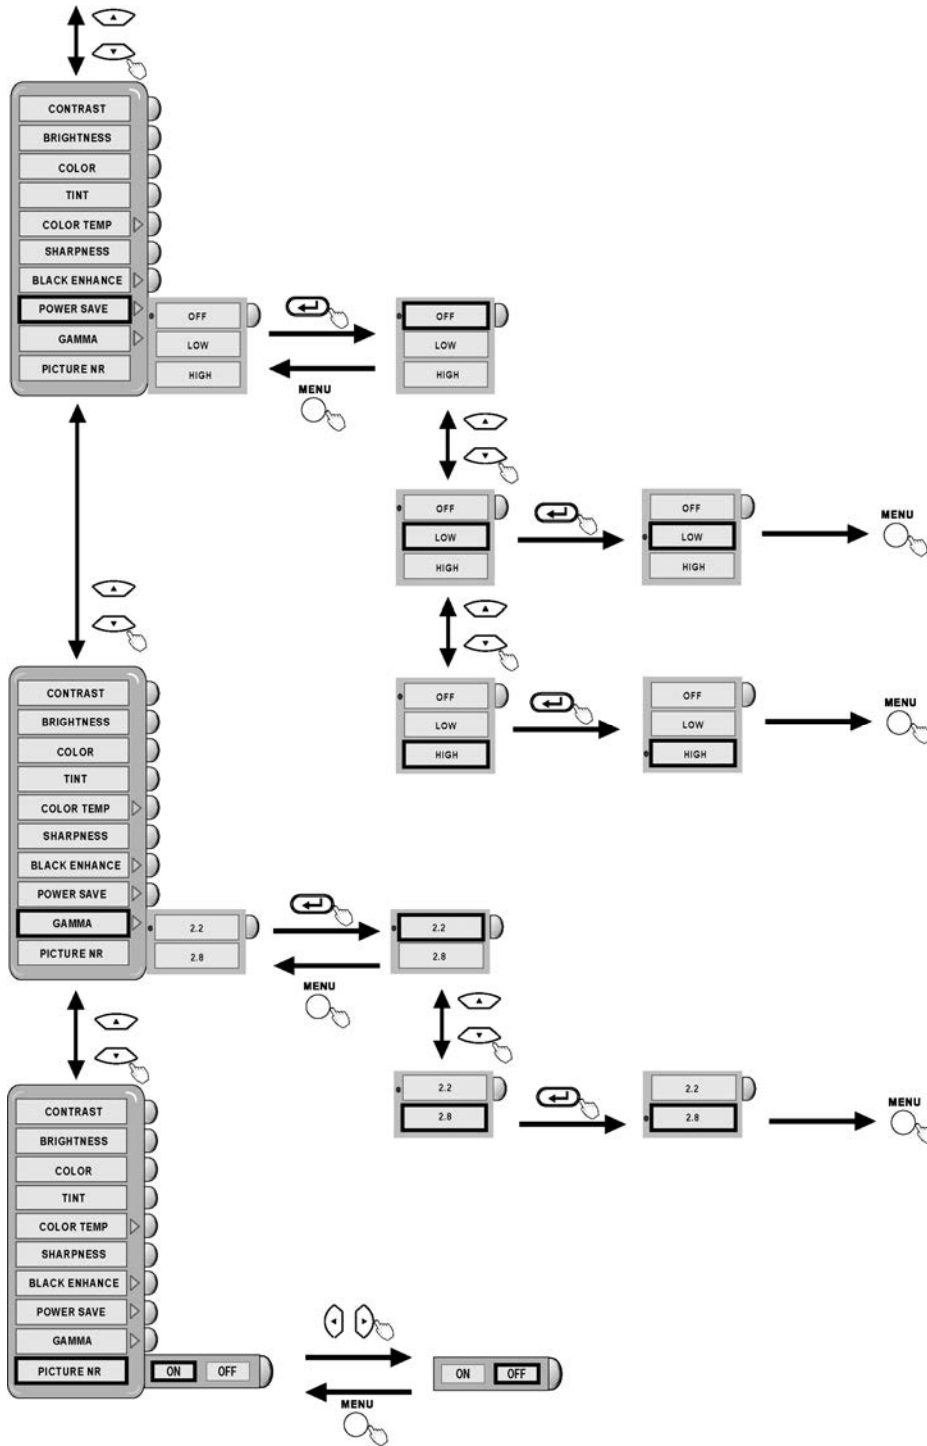 CONTRAST
BRIGHTNESS
COLOR
TINT
COLOR TEMP
SHARPNESS
BLACK ENHANCE
POWER SAVE
GAMMA
PICTURE NR
OFF
LOW
HIGH
MENU
OFF
LOW
HIGH
OFF
LOW
HIGH
OFF
LOW
HIGH
MENU
OFF
LOW
HIGH
OFF
LOW
HIGH
MENU
CONTRAST
BRIGHTNESS
COLOR
TINT
COLOR TEMP
SHARPNESS
BLACK ENHANCE
POWER SAVE
GAMMA
PICTURE NR
2.2
2.8
MENU
2.2
2.8
2.2
2.8
2.2
2.8
MENU
CONTRAST
BRIGHTNESS
COLOR
TINT
COLOR TEMP
SHARPNESS
BLACK ENHANCE
POWER SAVE
GAMMA
PICTURE NR
ON OFF
MENU
ON OFF